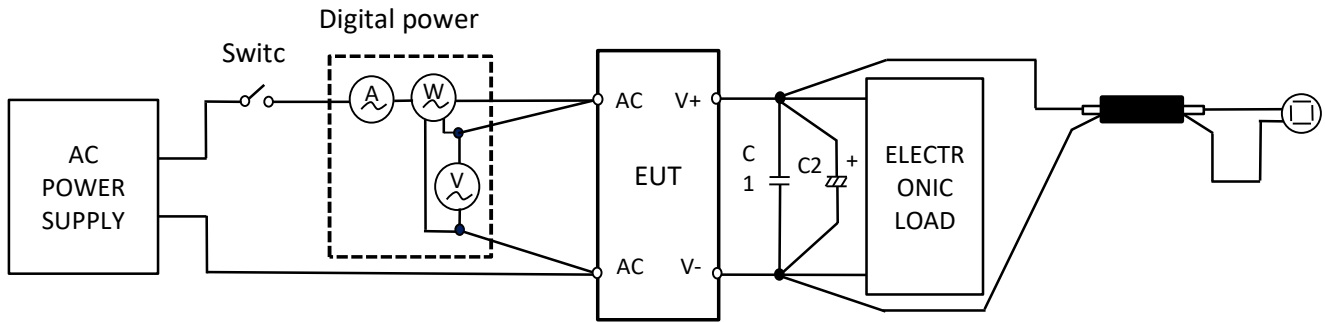 Digital power
Switc
A
W
V
AC
POWER
SUPPLY
AC
V+
EUT
AC
V-
C
1
C2
+
ELECTR
ONIC
LOAD